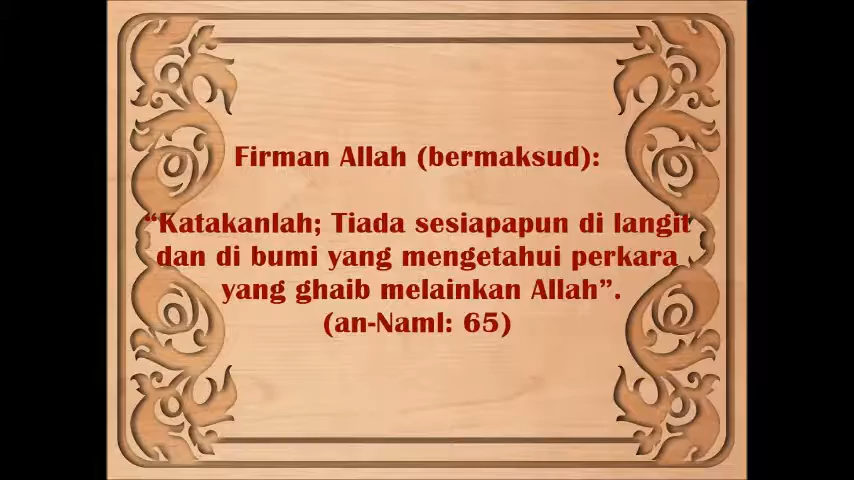 Firman Allah (bermaksud):
“Katakanlah; Tiada sesiapapun di langit
dan di bumi yang mengetahui perkara
yang ghaib melainkan Allah”.
(an-Naml: 65)